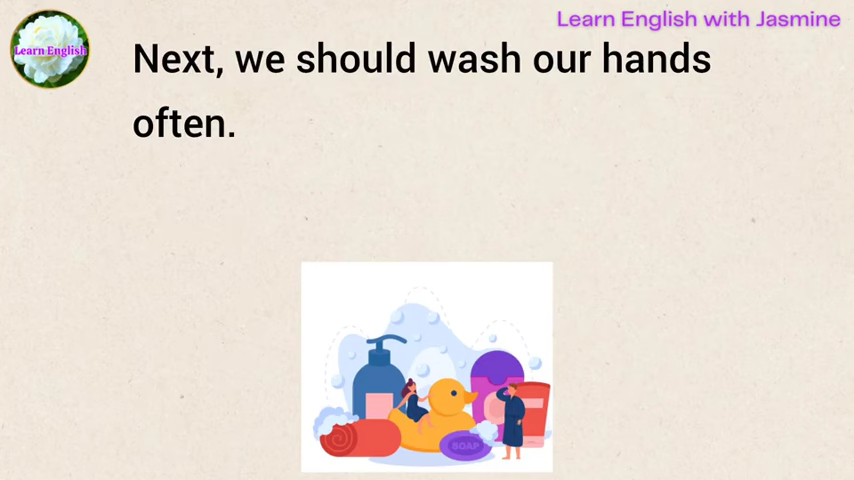 Learn English with Jasmine
Learn English
Next, we should wash our hands
often.
SOAP